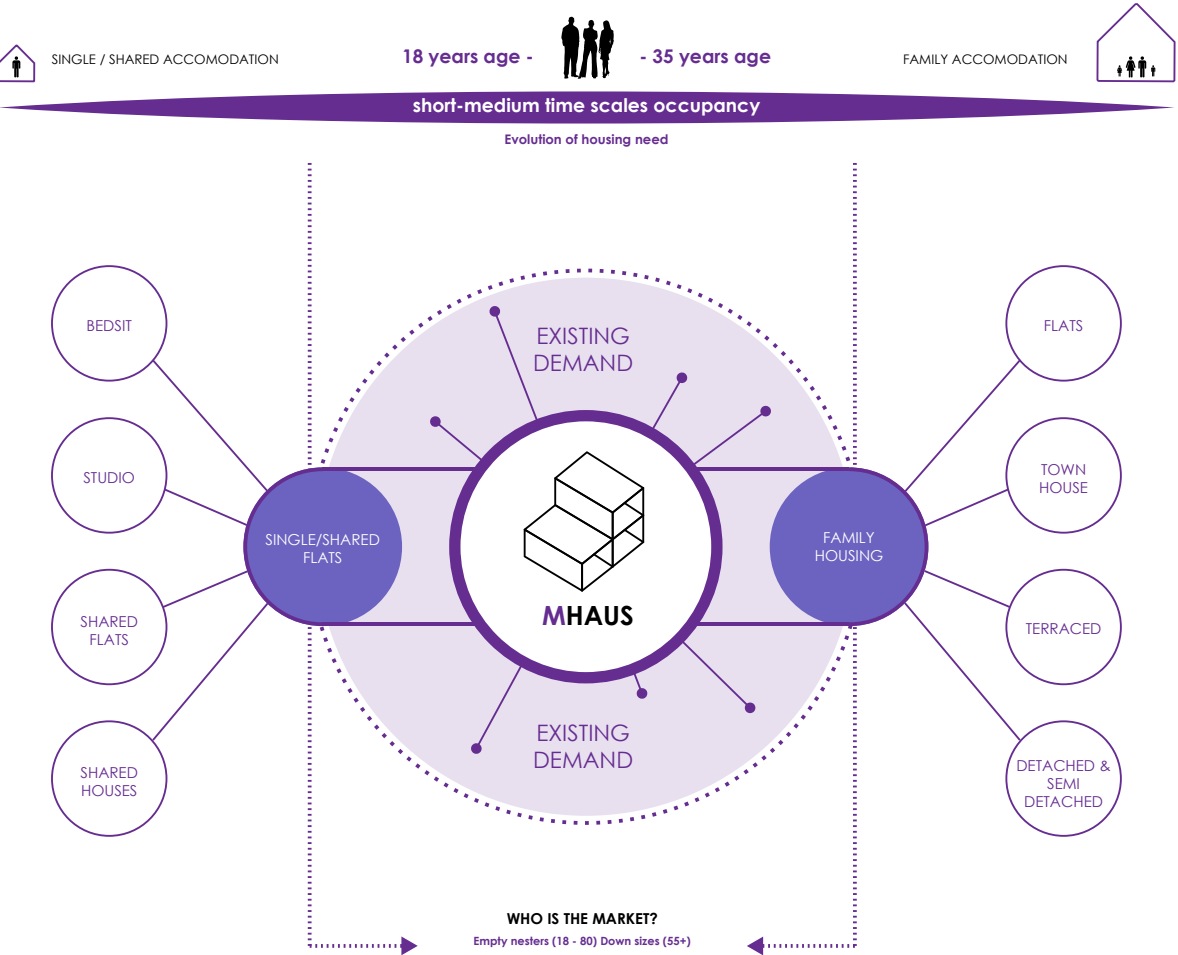 SINGLE / SHARED ACCOMODATION
18 years age -
- 35 years age
FAMILY ACCOMODATION
short-medium time scales occupancy
Evolution of housing need
BEDSIT
STUDIO
SHARED
FLATS
SHARED
HOUSES
SINGLE/SHARED
FLATS
EXISTING
DEMAND
MHAUS
EXISTING
DEMAND
FAMILY
HOUSING
FLATS
TOWN
HOUSE
TERRACED
DETACHED &
SEMI
DETACHED
WHO IS THE MARKET?
Empty nesters (18 - 80) Down sizes (55+)